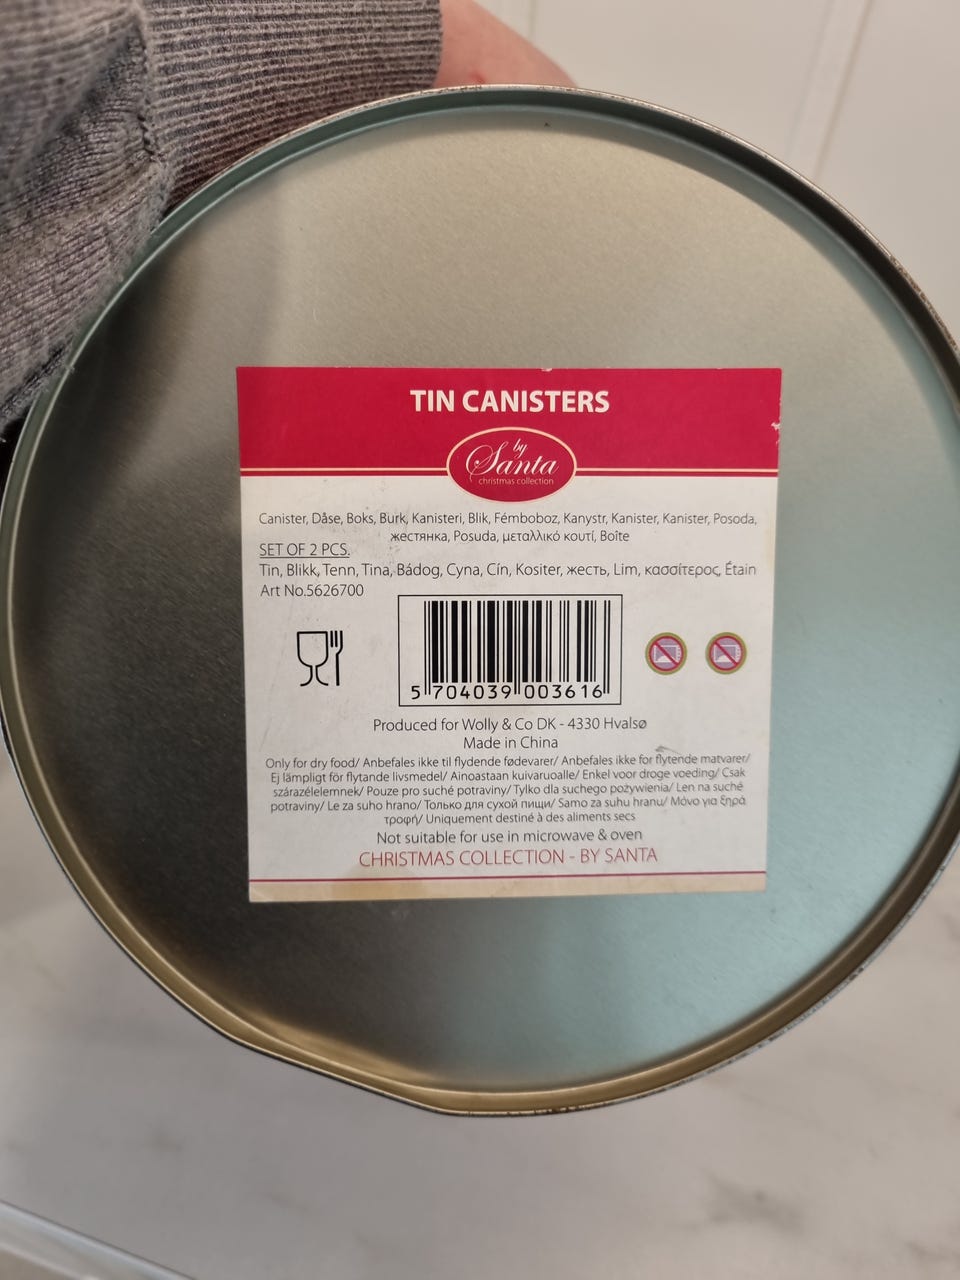 TIN CANISTERS
by
Santa
christmas collection
Canister, Dåse, Boks, Burk, Kanisteri, Blik, Fémboboz, Kanystr, Kanister, Kanister, Posoda,
жестянка, Posuda, μεταλλικό κουτί, Boîte
SET OF 2 PCS.
Tin, Blikk, Tenn, Tina, Bádog, Cyna, Cín, Kositer, жесть, Lim, κασσίτερος, Étain
Art No.5626700
5 704039 003616
Produced for Wolly & Co DK - 4330 Hvalsø
Made in China
Only for dry food/ Anbefales ikke til flydende fødevarer/ Anbefales ikke for flytende matvarer/
Ej lämpligt för flytande livsmedel/ Ainoastaan kuivaruoalle/ Enkel voor droge voeding/ Csak
szárazélelemnek/ Pouze pro suché potraviny/ Tylko dla suchego pożywienia/ Len na suché
potraviny/ Le za suho hrano/ Только для сухой пищи/ Samo za suhu hranu/ Μόνο για ξηρά
τροφή/ Uniquement destiné à des aliments secs
Not suitable for use in microwave & oven
CHRISTMAS COLLECTION - BY SANTA